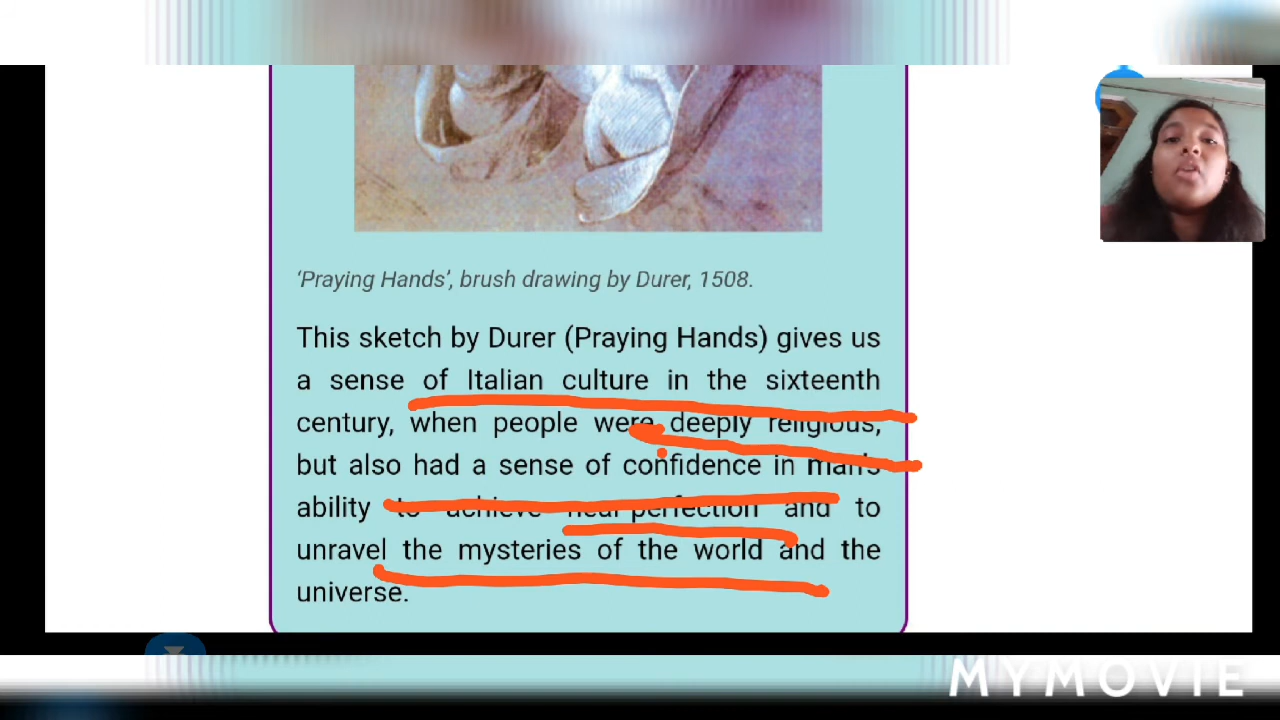 'Praying Hands', brush drawing by Durer, 1508.
This sketch by Durer (Praying Hands) gives us
a sense of Italian culture in the sixteenth
century, when people were deeply religious,
but also had a sense of confidence in man's
ability to achieve near-perfection and to
unravel the mysteries of the world and the
universe.
MYMOVIE